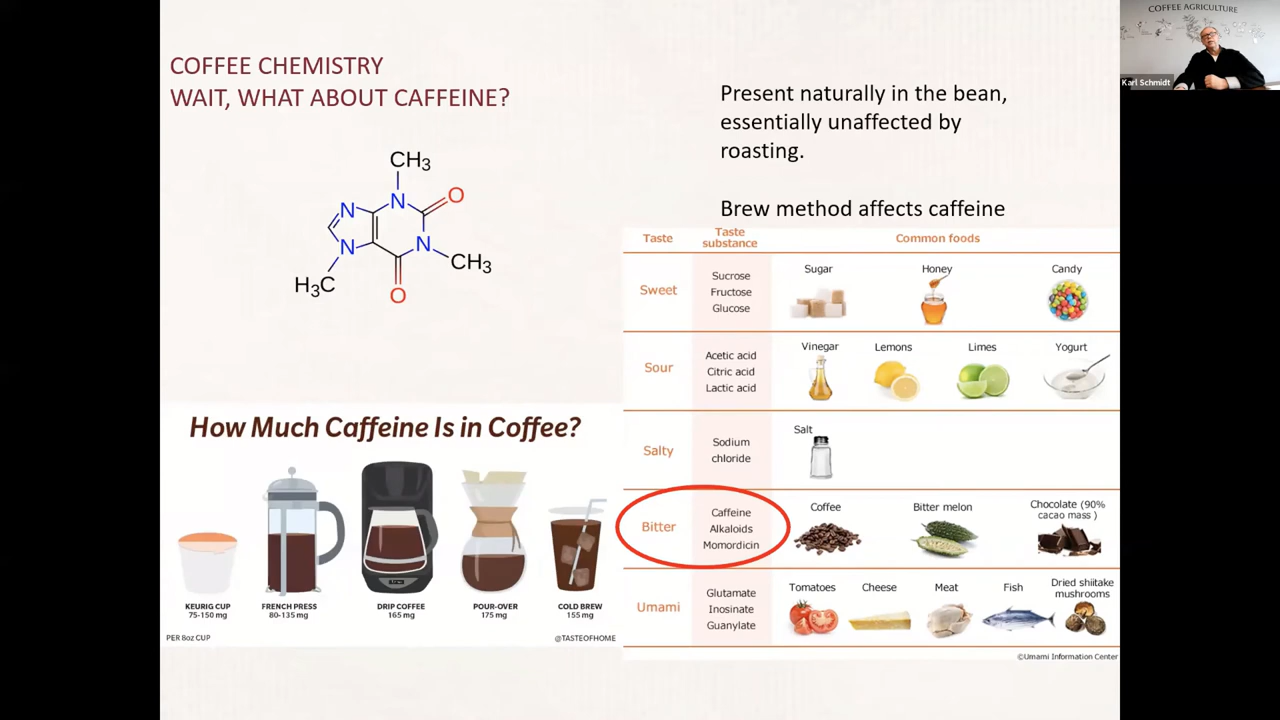 COFFEE CHEMISTRY
WAIT, WHAT ABOUT CAFFEINE?
CH3
N
N
O
N
N
CH3
H3C
O
Present naturally in the bean,
essentially unaffected by
roasting.
Brew method affects caffeine
COFFEE AGRICULTURE
Karl Schmidt
How Much Caffeine Is in Coffee?
KEURIG CUP
75-150 mg
FRENCH PRESS
80-135 mg
DRIP COFFEE
165 mg
POUR-OVER
175 mg
COLD BREW
155 mg
PER 8oz CUP
@TASTEOFHOME
Taste
Taste
substance
Common foods
Sweet
Sucrose
Fructose
Glucose
Sugar
Honey
Candy
Sour
Acetic acid
Citric acid
Lactic acid
Vinegar
Lemons
Limes
Yogurt
Salty
Sodium
chloride
Salt
Bitter
Caffeine
Alkaloids
Momordicin
Coffee
Bitter melon
Chocolate (90%
cacao mass )
Umami
Glutamate
Inosinate
Guanylate
Tomatoes
Cheese
Meat
Fish
Dried shiitake
mushrooms
©Umami Information Center